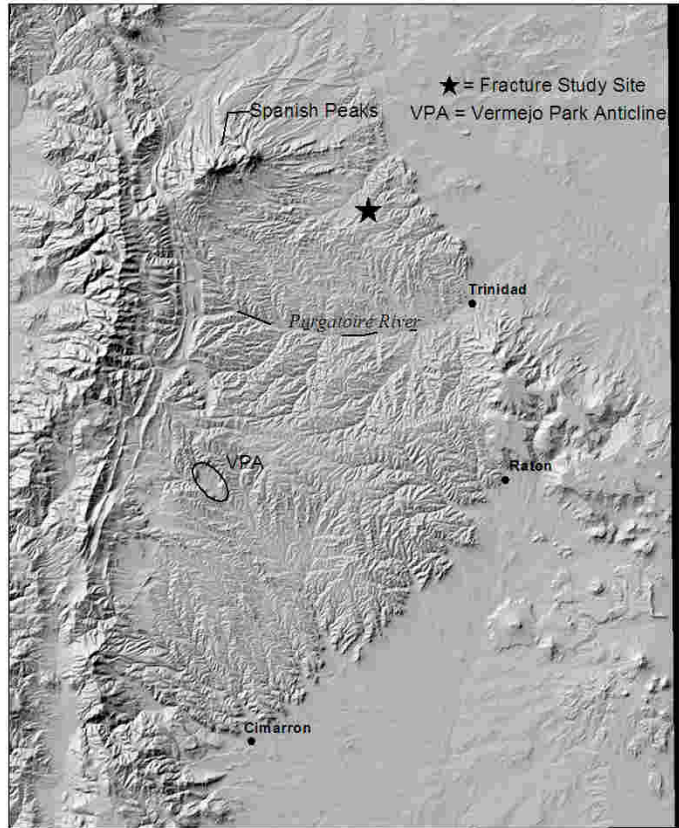 ★ = Fracture Study Site
Spanish Peaks
VPA = Vermejo Park Anticline
Trinidad
Purgatoire River
VPA
Raton
Cimarron